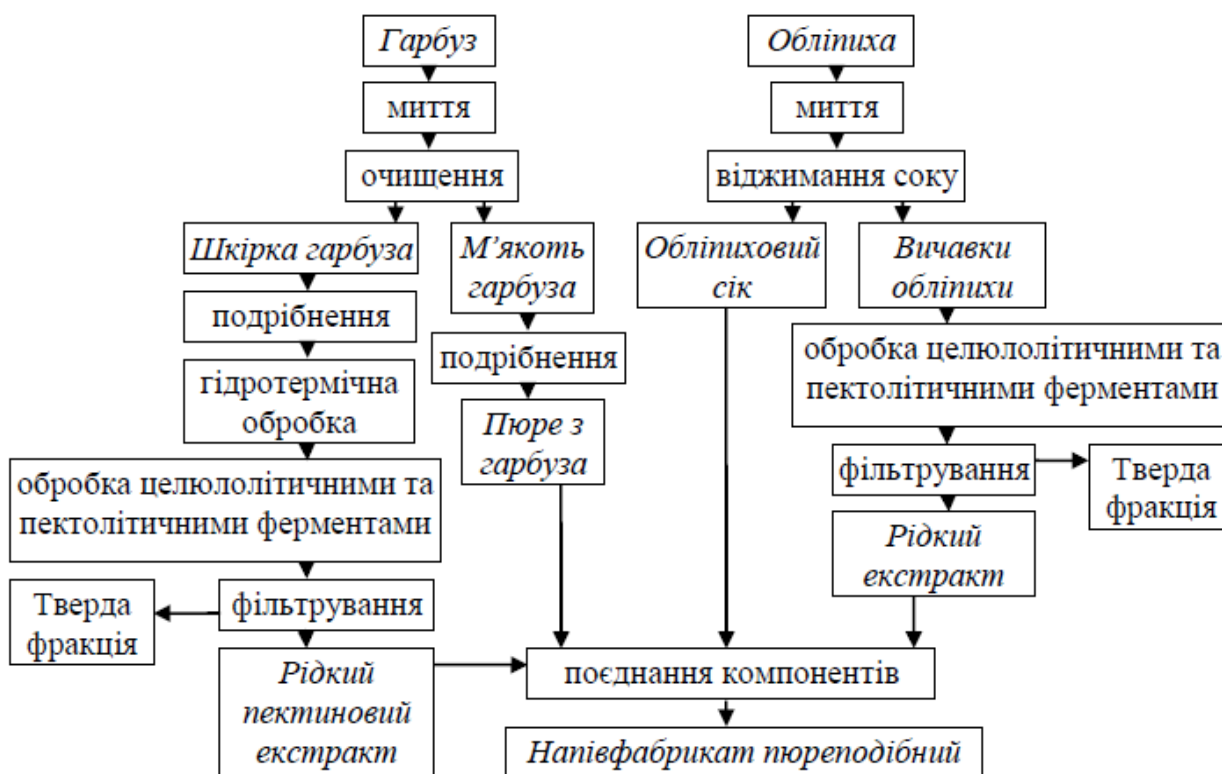 Гарбуз
Обліпиха
миття
миття
очищення
віджимання соку
Шкірка гарбуза
М’якоть
гарбуза
Обліпиховий
сік
Вичавки
обліпихи
подрібнення
подрібнення
обробка целюлолітичними та
пектолітичними ферментами
гідротермічна
обробка
Пюре з
гарбуза
фільтрування
Тверда
фракція
обробка целюлолітичними та
пектолітичними ферментами
Рідкий
екстракт
Тверда
фракція
фільтрування
Рідкий
пектиновий
екстракт
поєднання компонентів
Напівфабрикат пюреподібний